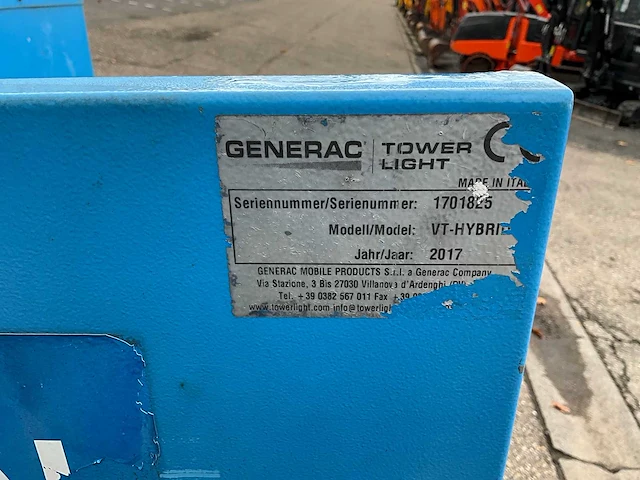 GENERAC
TOWER
LIGHT
MADE IN
Seriennummer/Serienummer: 1701825
Modell/Model: VT-HYBRI
Jahr/Jaar: 2017
GENERAC MOBILE PRODUCTS S.r.l. a Generac Company
Via Stazione, 3 Bis 27030 Villanova d'Ardenghi
Tel. +39 0382 567 011 Fax +39
www.towerlight.com info@towerligh